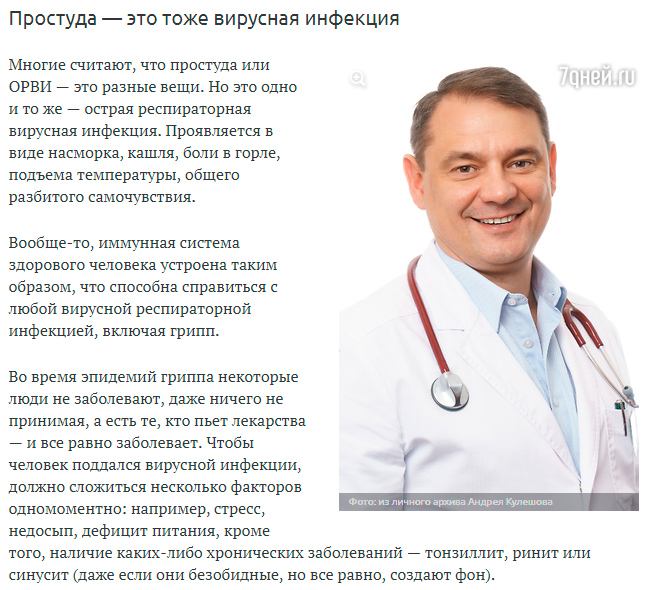 Простуда — это тоже вирусная инфекция
Многие считают, что простуда или
ОРВИ — это разные вещи. Но это одно
и то же — острая респираторная
вирусная инфекция. Проявляется в
виде насморка, кашля, боли в горле,
подъема температуры, общего
разбитого самочувствия.
Вообще-то, иммунная система
здорового человека устроена таким
образом, что способна справиться с
любой вирусной респираторной
инфекцией, включая грипп.
Во время эпидемий гриппа некоторые
люди не заболевают, даже ничего не
принимая, а есть те, кто пьет лекарства
— и все равно заболевает. Чтобы
человек поддался вирусной инфекции,
должно сложиться несколько факторов
одномоментно: например, стресс,
недосып, дефицит питания, кроме
того, наличие каких-либо хронических заболеваний — тонзиллит, ринит или
синусит (даже если они безобидные, но все равно, создают фон).
7дней.ru
Фото: из личного архива Андрея Кулешова